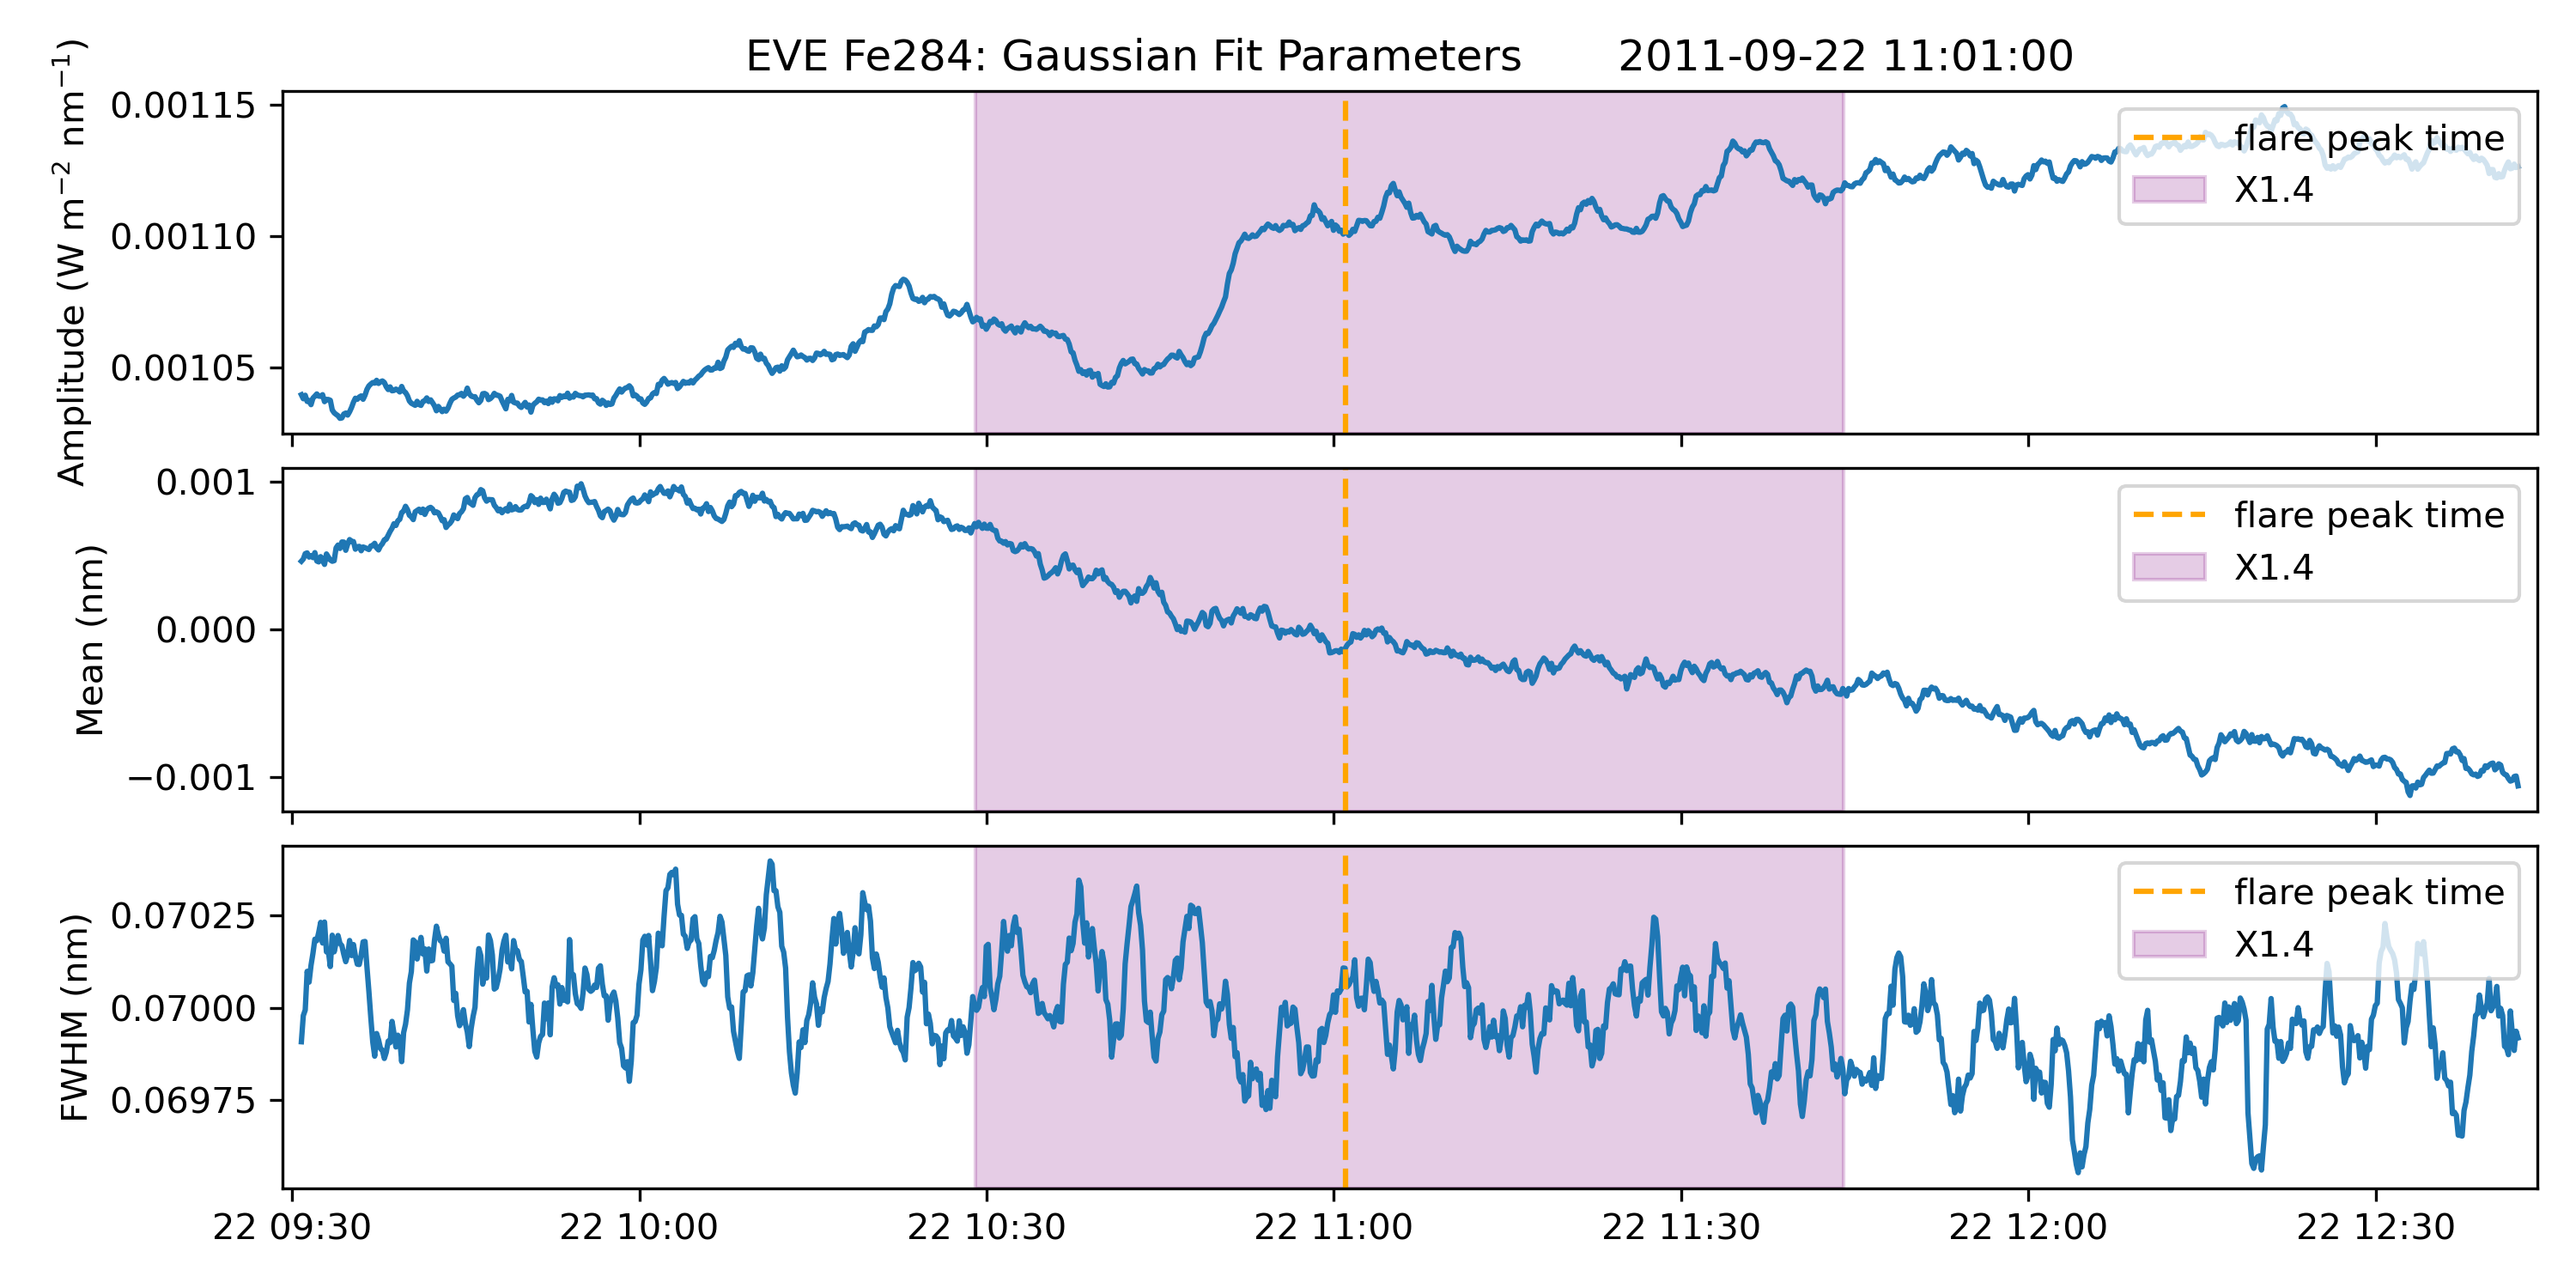 EVE Fe284: Gaussian Fit Parameters 2011-09-22 11:01:00
Amplitude (W m⁻² nm⁻¹)
0.00115
0.00110
0.00105
flare peak time
X1.4
Mean (nm)
0.001
0.000
−0.001
flare peak time
X1.4
FWHM (nm)
0.07025
0.07000
0.06975
flare peak time
X1.4
22 09:30 22 10:00 22 10:30 22 11:00 22 11:30 22 12:00 22 12:30